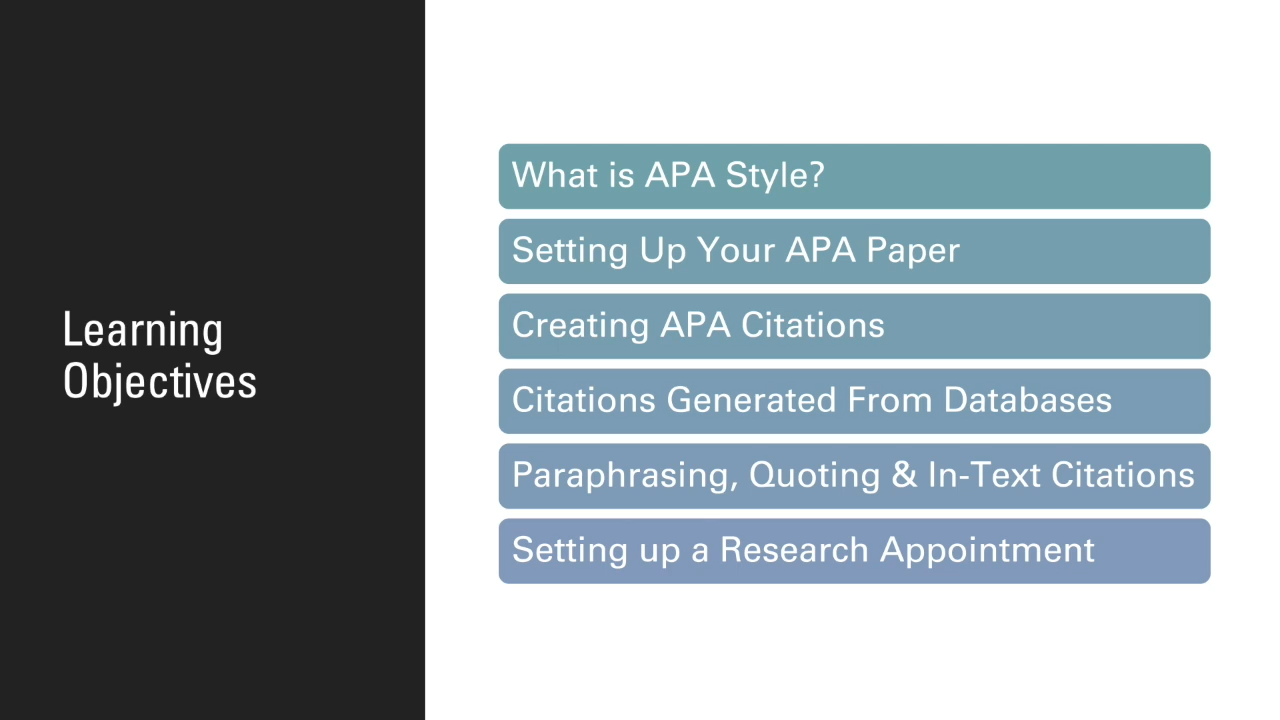 Learning
Objectives
What is APA Style?
Setting Up Your APA Paper
Creating APA Citations
Citations Generated From Databases
Paraphrasing, Quoting & In-Text Citations
Setting up a Research Appointment